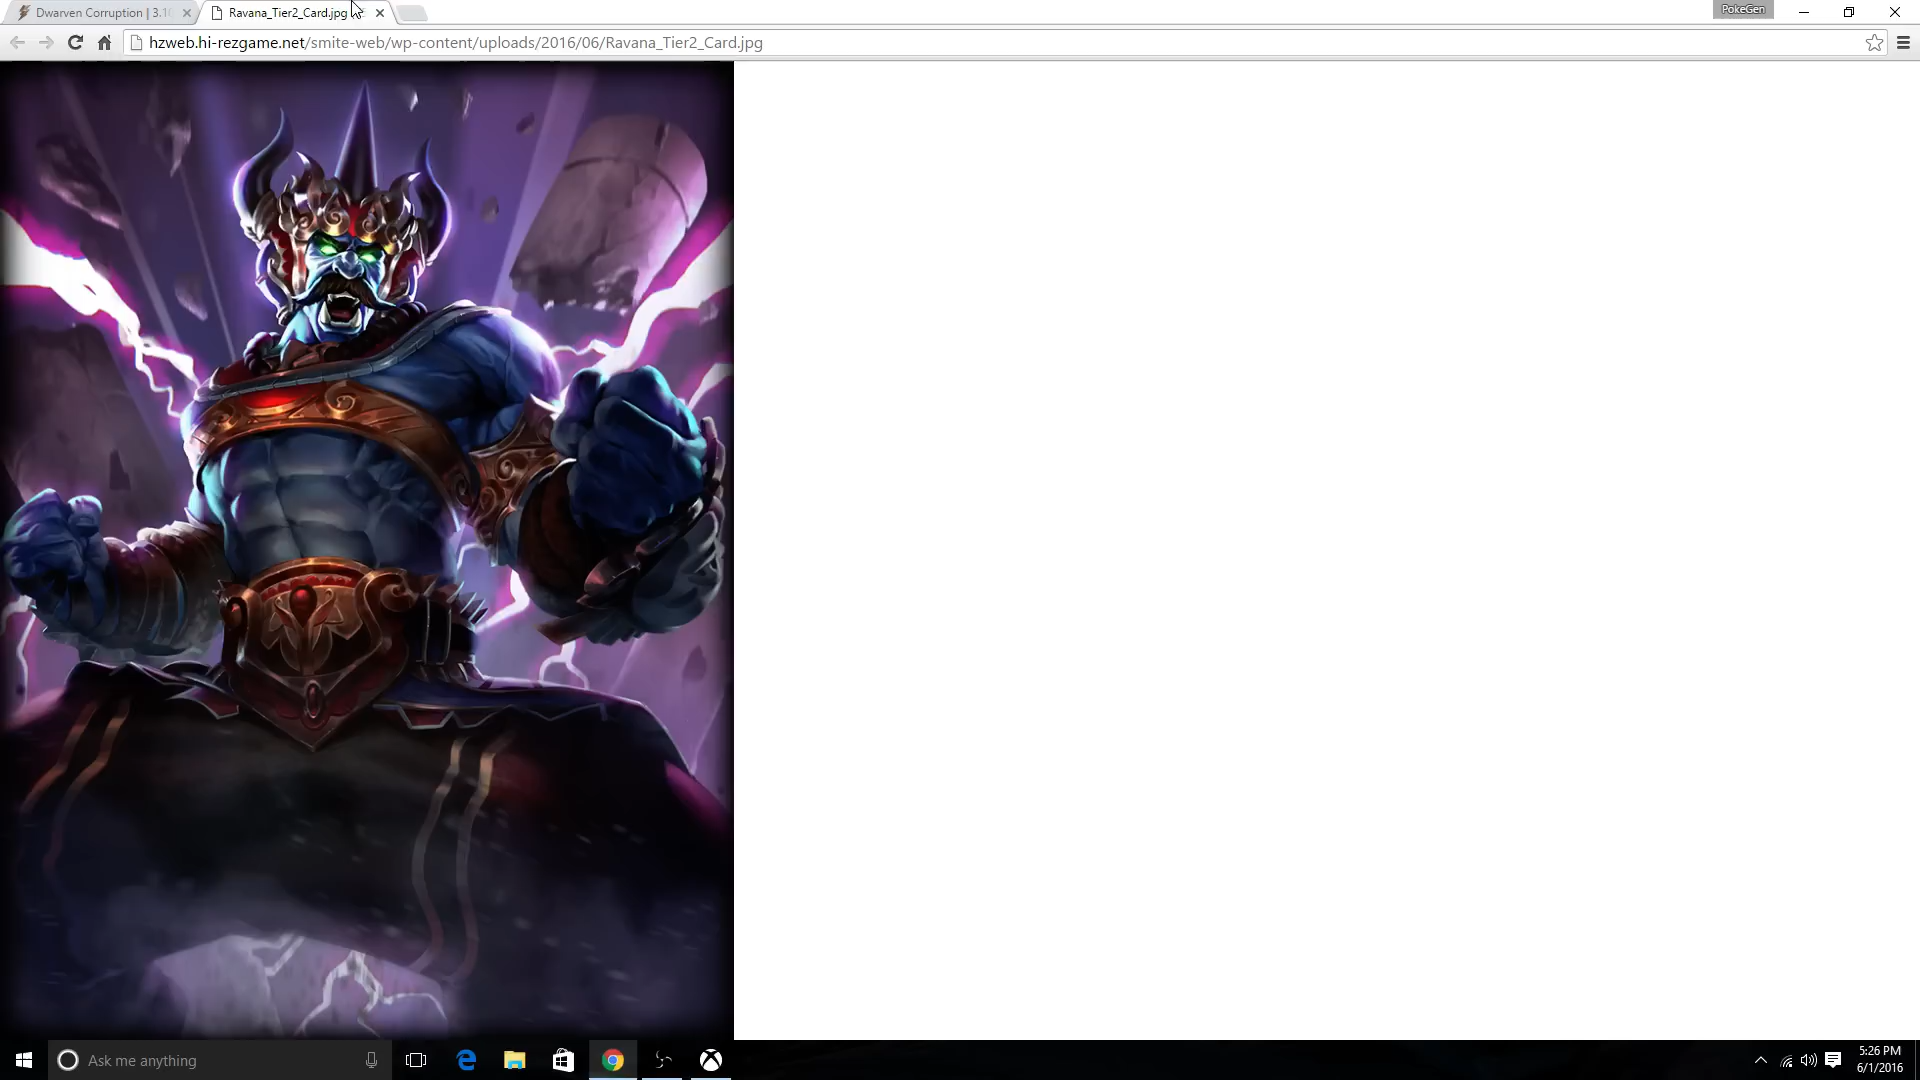 Dwarven Corruption | 3.10
Ravana_Tier2_Card.jpg
PokeGen
hzweb.hi-rezgame.net/smite-web/wp-content/uploads/2016/06/Ravana_Tier2_Card.jpg
Ask me anything
5:26 PM
6/1/2016